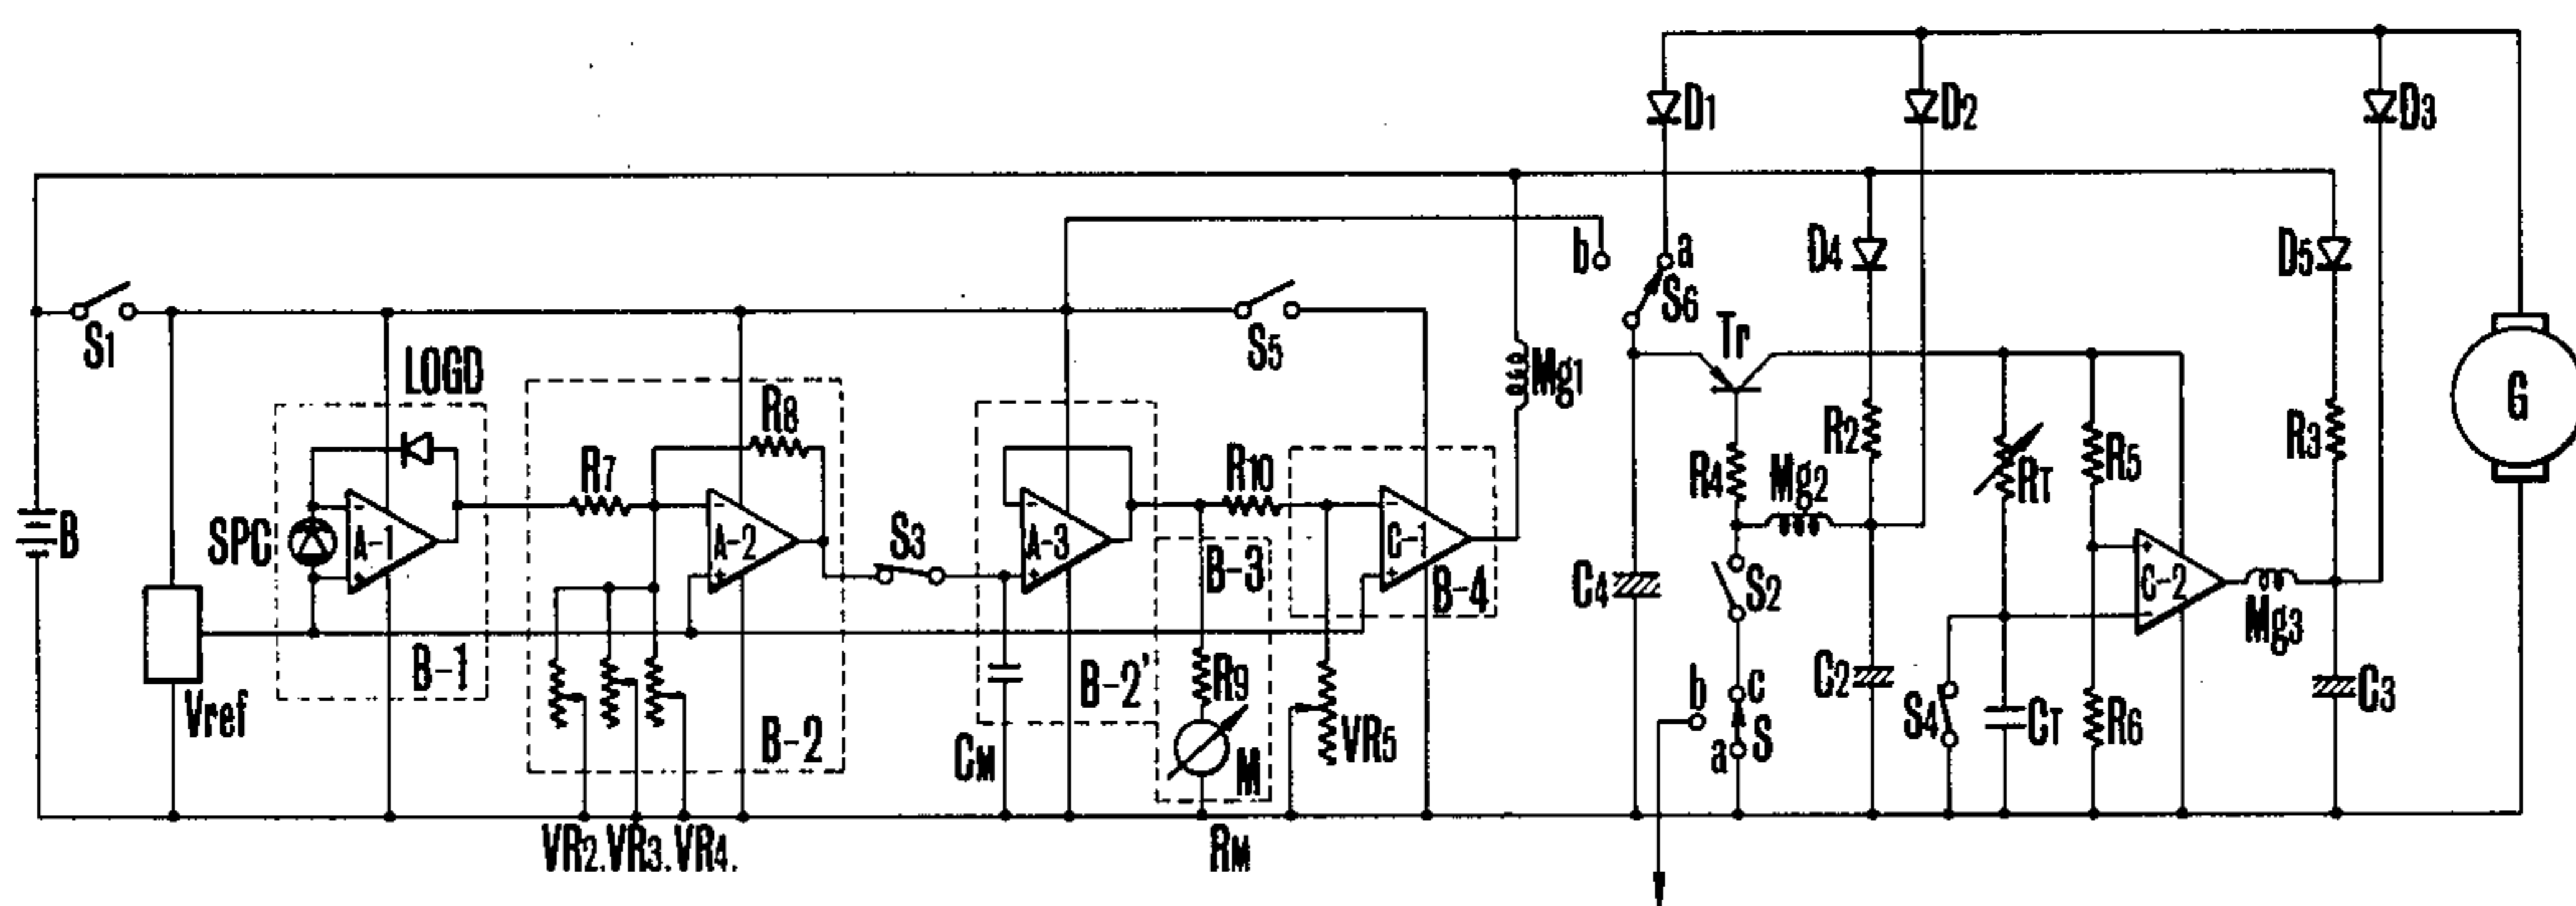 D1
D2
D3
b
a
S6
D4
D5
S1
S5
Tr
LOGD
Mg1
G
R8
R7
R10
R4
Mg2
R2
RT
R5
R3
B
SPC
A-1
A-2
S3
A-3
C-1
B-3
B-4
C4
S2
C-2
Mg3
Vref
B-1
B-2
B-2'
CM
R9
M
VR5
b
c
a
S
C2
S4
CT
R6
C3
VR2. VR3. VR4.
RM
- + - + - + - + + -